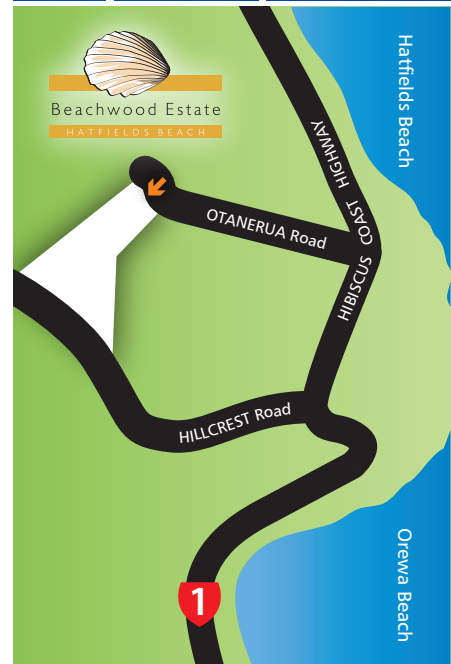 Hatfields Beach
Beachwood Estate
HATFIELDS BEACH
HIBISCUS COAST HIGHWAY
OTANERUA Road
HILLCREST Road
Orewa Beach
1